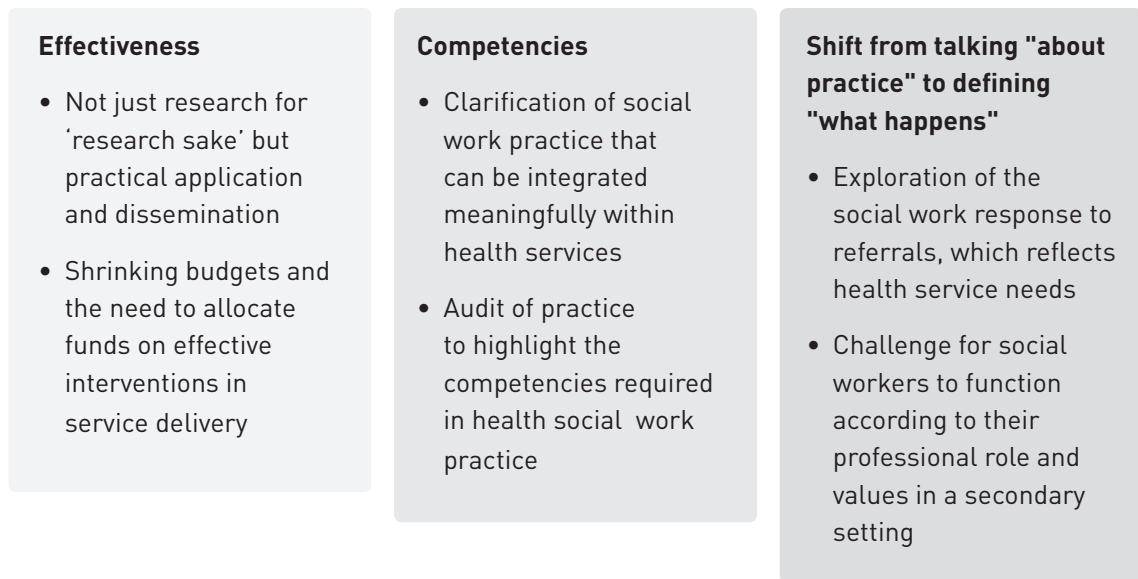 Effectiveness
• Not just research for
‘research sake’ but
practical application
and dissemination
• Shrinking budgets and
the need to allocate
funds on effective
interventions in
service delivery
Competencies
• Clarification of social
work practice that
can be integrated
meaningfully within
health services
• Audit of practice
to highlight the
competencies required
in health social work
practice
Shift from talking "about
practice" to defining
"what happens"
• Exploration of the
social work response to
referrals, which reflects
health service needs
• Challenge for social
workers to function
according to their
professional role and
values in a secondary
setting